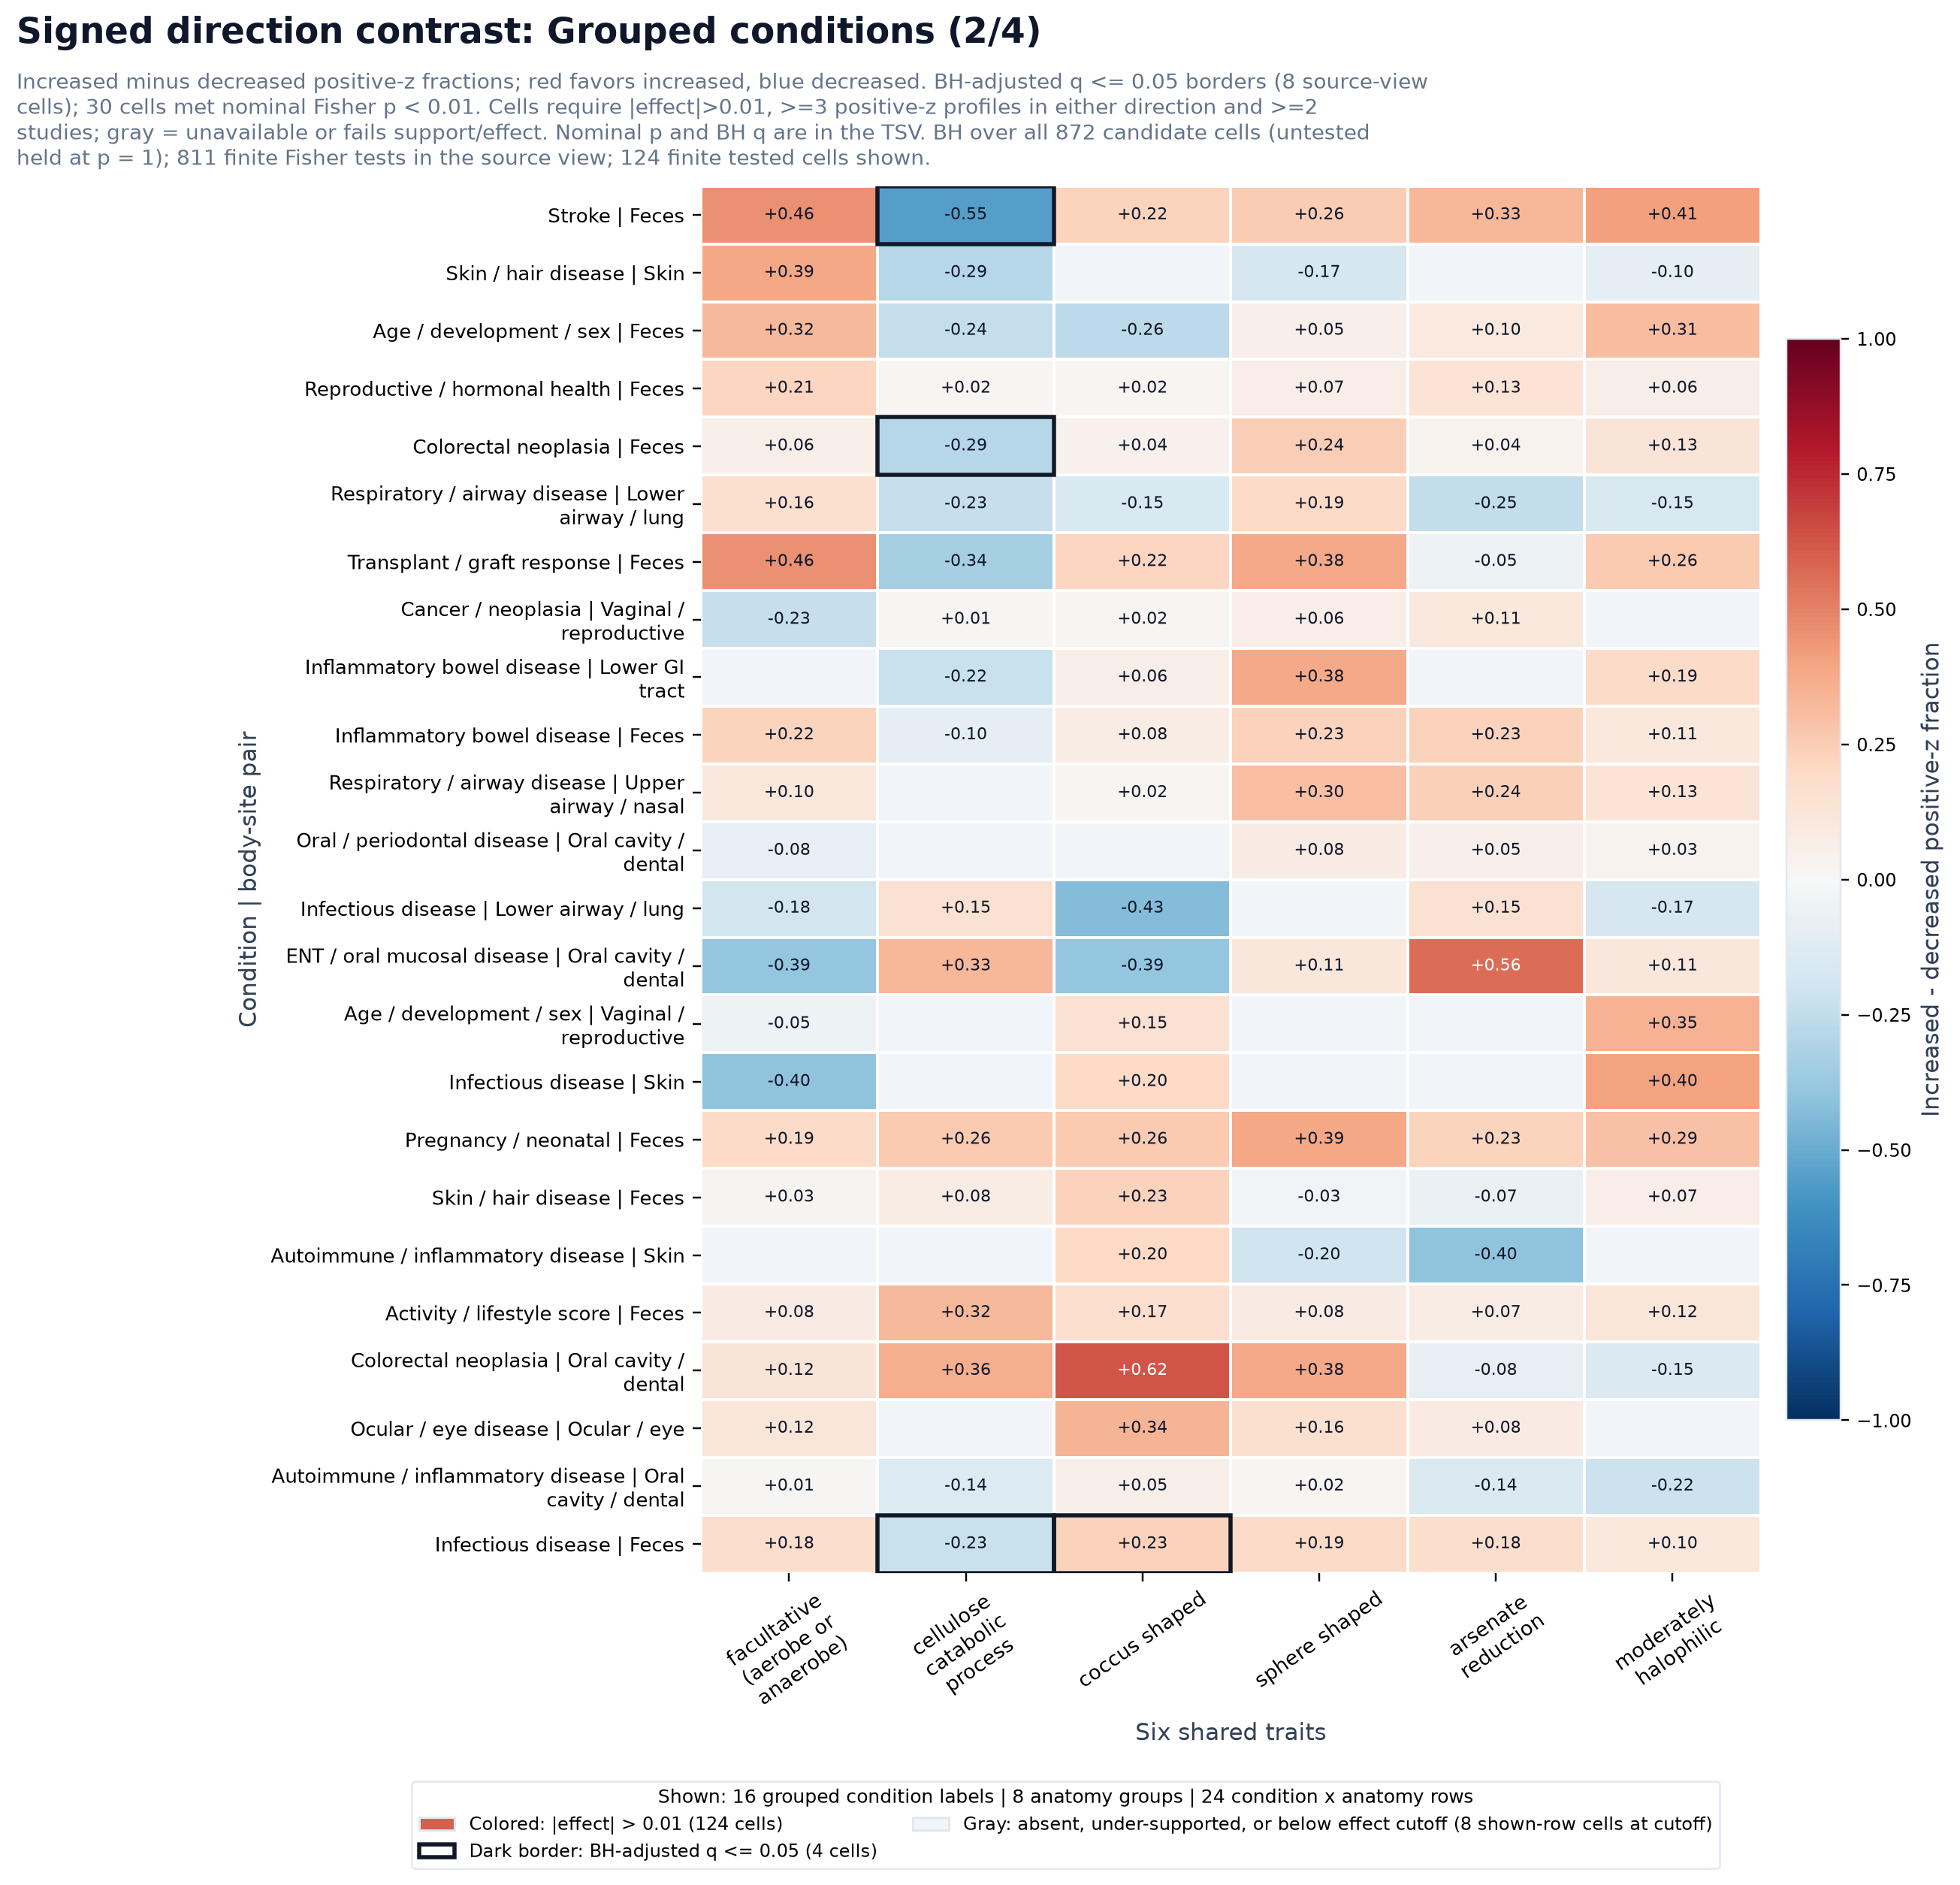 Signed direction contrast: Grouped conditions (2/4)
Increased minus decreased positive-z fractions; red favors increased, blue decreased. BH-adjusted q <= 0.05 borders (8 source-view
cells); 30 cells met nominal Fisher p < 0.01. Cells require |effect|>0.01, >=3 positive-z profiles in either direction and >=2
studies; gray = unavailable or fails support/effect. Nominal p and BH q are in the TSV. BH over all 872 candidate cells (untested
held at p = 1); 811 finite Fisher tests in the source view; 124 finite tested cells shown.
Condition | body-site pair
Stroke | Feces +0.46 -0.55 +0.22 +0.26 +0.33 +0.41
Skin / hair disease | Skin +0.39 -0.29 -0.17 -0.10
Age / development / sex | Feces +0.32 -0.24 -0.26 +0.05 +0.10 +0.31
Reproductive / hormonal health | Feces +0.21 +0.02 +0.02 +0.07 +0.13 +0.06
Colorectal neoplasia | Feces +0.06 -0.29 +0.04 +0.24 +0.04 +0.13
Respiratory / airway disease | Lower
airway / lung +0.16 -0.23 -0.15 +0.19 -0.25 -0.15
Transplant / graft response | Feces +0.46 -0.34 +0.22 +0.38 -0.05 +0.26
Cancer / neoplasia | Vaginal /
reproductive -0.23 +0.01 +0.02 +0.06 +0.11
Inflammatory bowel disease | Lower GI
tract -0.22 +0.06 +0.38 +0.19
Inflammatory bowel disease | Feces +0.22 -0.10 +0.08 +0.23 +0.23 +0.11
Respiratory / airway disease | Upper
airway / nasal +0.10 +0.02 +0.30 +0.24 +0.13
Oral / periodontal disease | Oral cavity /
dental -0.08 +0.08 +0.05 +0.03
Infectious disease | Lower airway / lung -0.18 +0.15 -0.43 +0.15 -0.17
ENT / oral mucosal disease | Oral cavity /
dental -0.39 +0.33 -0.39 +0.11 +0.56 +0.11
Age / development / sex | Vaginal /
reproductive -0.05 +0.15 +0.35
Infectious disease | Skin -0.40 +0.20 +0.40
Pregnancy / neonatal | Feces +0.19 +0.26 +0.26 +0.39 +0.23 +0.29
Skin / hair disease | Feces +0.03 +0.08 +0.23 -0.03 -0.07 +0.07
Autoimmune / inflammatory disease | Skin +0.20 -0.20 -0.40
Activity / lifestyle score | Feces +0.08 +0.32 +0.17 +0.08 +0.07 +0.12
Colorectal neoplasia | Oral cavity /
dental +0.12 +0.36 +0.62 +0.38 -0.08 -0.15
Ocular / eye disease | Ocular / eye +0.12 +0.34 +0.16 +0.08
Autoimmune / inflammatory disease | Oral
cavity / dental +0.01 -0.14 +0.05 +0.02 -0.14 -0.22
Infectious disease | Feces +0.18 -0.23 +0.23 +0.19 +0.18 +0.10
facultative
(aerobe or
anaerobe)
cellulose
catabolic
process
coccus shaped
sphere shaped
arsenate
reduction
moderately
halophilic
Six shared traits
1.00
0.75
0.50
0.25
0.00
−0.25
−0.50
−0.75
−1.00
Increased - decreased positive-z fraction
Shown: 16 grouped condition labels | 8 anatomy groups | 24 condition x anatomy rows
Colored: |effect| > 0.01 (124 cells)
Gray: absent, under-supported, or below effect cutoff (8 shown-row cells at cutoff)
Dark border: BH-adjusted q <= 0.05 (4 cells)